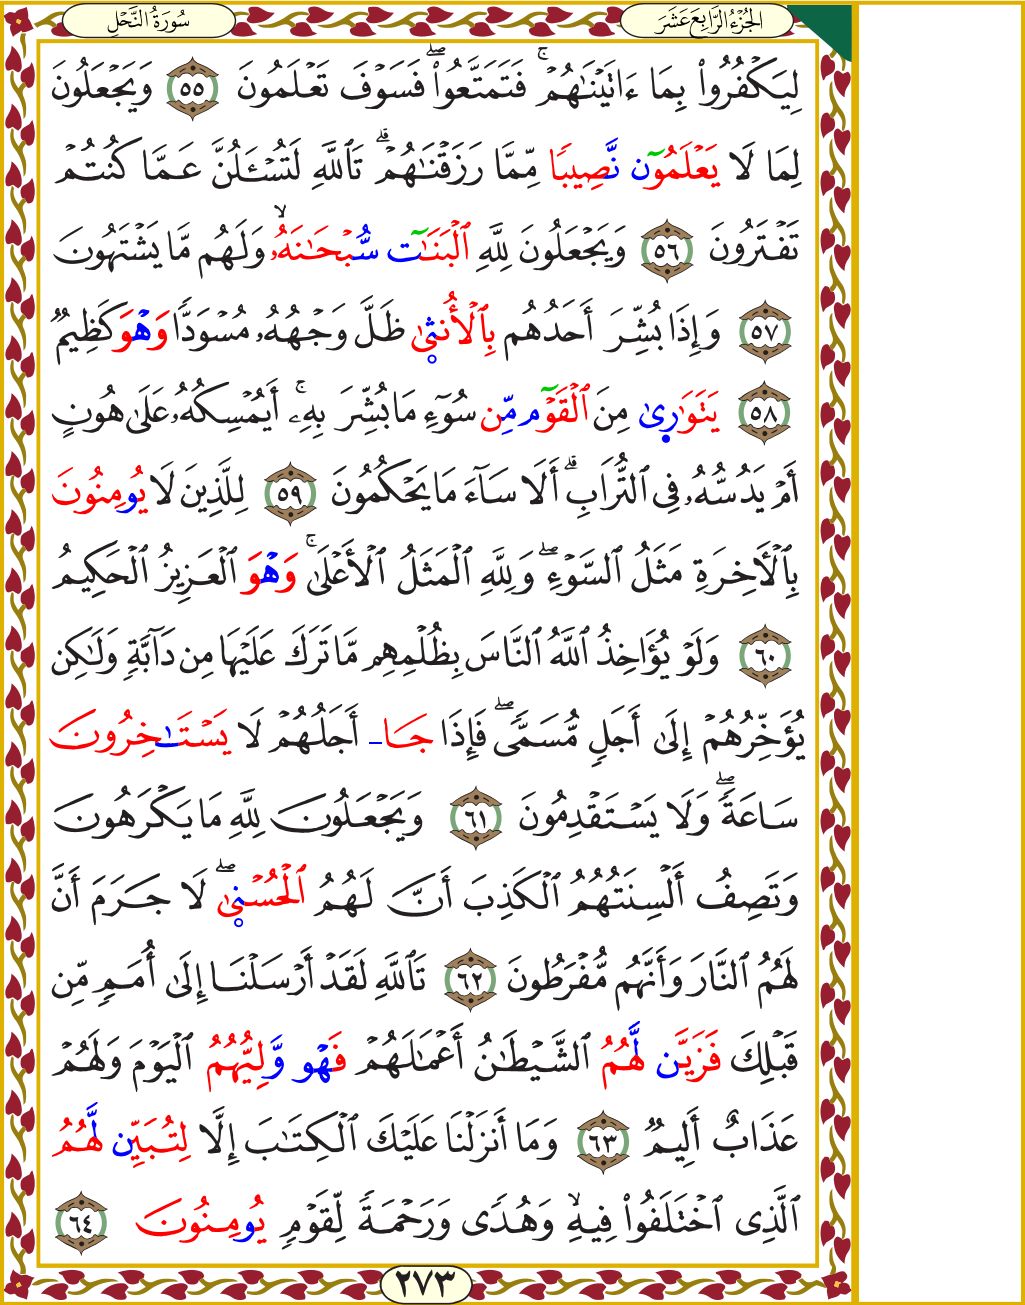 الجُزْءُ الرَّابِعَ عَشَرَ
سُورَةُ النَّحْلِ
لِيَكْفُرُواْ بِمَا ءَاتَيْنَٰهُمْۚ فَتَمَتَّعُواْۖ فَسَوْفَ تَعْلَمُونَ ٥٥ وَيَجْعَلُونَ
لِمَا لَا يَعْلَمُوٓن نَّصِيبٗا مِّمَّا رَزَقْنَٰهُمْۗ تَٱللَّهِ لَتُسْـَٔلُنَّ عَمَّا كُنتُمْ
تَفْتَرُونَ ٥٦ وَيَجْعَلُونَ لِلَّهِ ٱلْبَنَٰٓت سُّبْحَٰنَهُۥۙ وَلَهُم مَّا يَشْتَهُونَ
٥٧ وَإِذَا بُشِّرَ أَحَدُهُم بِٱلْأُنثۭىٰ ظَلَّ وَجْهُهُۥ مُسْوَدّٗا وَهْوَ كَظِيمٞ
٥٨ يَتَوَٰرۭىٰ مِنَ ٱلْقَوْٓم مِّن سُوٓءِ مَا بُشِّرَ بِهِۦٓۚ أَيُمْسِكُهُۥ عَلَىٰ هُونٍ
أَمْ يَدُسُّهُۥ فِى ٱلتُّرَابِۗ أَلَا سَآءَ مَا يَحْكُمُونَ ٥٩ لِلَّذِينَ لَا يُومِنُونَ
بِٱلْأٓخِرَةِ مَثَلُ ٱلسَّوْءِۖ وَلِلَّهِ ٱلْمَثَلُ ٱلْأَعْلَىٰۚ وَهْوَ ٱلْعَزِيزُ ٱلْحَكِيمُ
٦٠ وَلَوْ يُؤَاخِذُ ٱللَّهُ ٱلنَّاسَ بِظُلْمِهِم مَّا تَرَكَ عَلَيْهَا مِن دَآبَّةٖ وَلَٰكِن
يُؤَخِّرُهُمْ إِلَىٰٓ أَجَلٖ مُّسَمّٗىۖ فَإِذَا جَا أَجَلُهُمْ لَا يَسْتَٰخِرُونَ
سَاعَةٗۖ وَلَا يَسْتَقْدِمُونَ ٦١ وَيَجْعَلُونَ لِلَّهِ مَا يَكْرَهُونَ
وَتَصِفُ أَلْسِنَتُهُمُ ٱلْكَذِبَ أَنَّ لَهُمُ ٱلْحُسْنۭىٰۖ لَا جَرَمَ أَنَّ
لَهُمُ ٱلنَّارَ وَأَنَّهُم مُّفْرَطُونَ ٦٢ تَٱللَّهِ لَقَدْ أَرْسَلْنَا إِلَىٰٓ أُمَمٖ مِّن
قَبْلِكَ فَزَيَّن لَّهُمُ ٱلشَّيْطَٰنُ أَعْمَٰلَهُمْ فَهْو وَّلِيُّهُمُ ٱلْيَوْمَ وَلَهُمْ
عَذَابٌ أَلِيمٞ ٦٣ وَمَا أَنزَلْنَا عَلَيْكَ ٱلْكِتَٰبَ إِلَّا لِتُبَيِّن لَّهُمُ
ٱلَّذِى ٱخْتَلَفُواْ فِيهِۙ وَهُدٗى وَرَحْمَةٗ لِّقَوْمٖ يُومِنُونَ ٦٤
٢٧٣